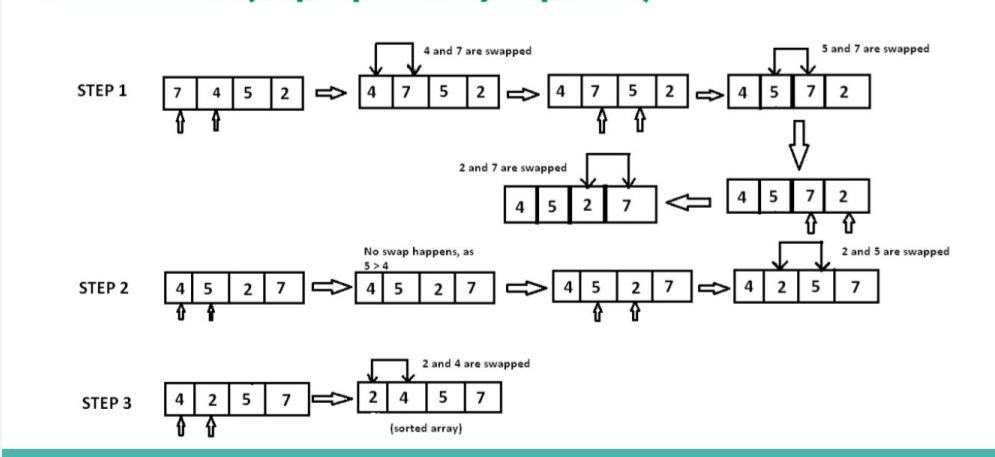 4 and 7 are swapped
5 and 7 are swapped
STEP 1
7 4 5 2
4 7 5 2
4 7 5 2
4 5 7 2
2 and 7 are swapped
4 5 2 7
4 5 7 2
No swap happens, as
5 > 4
2 and 5 are swapped
STEP 2
4 5 2 7
4 5 2 7
4 5 2 7
4 2 5 7
2 and 4 are swapped
STEP 3
4 2 5 7
2 4 5 7
(sorted array)